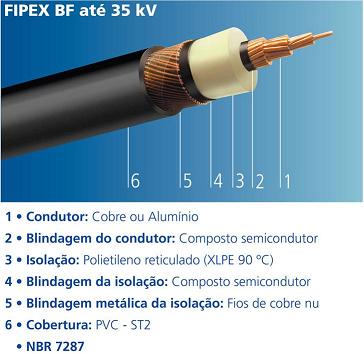 FIPEX BF até 35 kV
6 5 4 3 2 1
1 • Condutor: Cobre ou Alumínio
2 • Blindagem do condutor: Composto semicondutor
3 • Isolação: Polietileno reticulado (XLPE 90 ºC)
4 • Blindagem da isolação: Composto semicondutor
5 • Blindagem metálica da isolação: Fios de cobre nu
6 • Cobertura: PVC - ST2
• NBR 7287